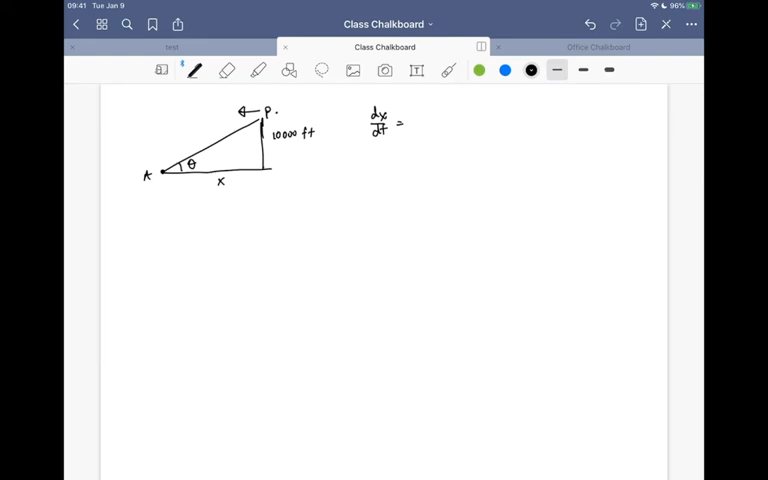 09:41 Tue Jan 9
96%
Class Chalkboard
test
Class Chalkboard
Office Chalkboard
T
P.
10000 ft
θ
A
x
dx/dt =